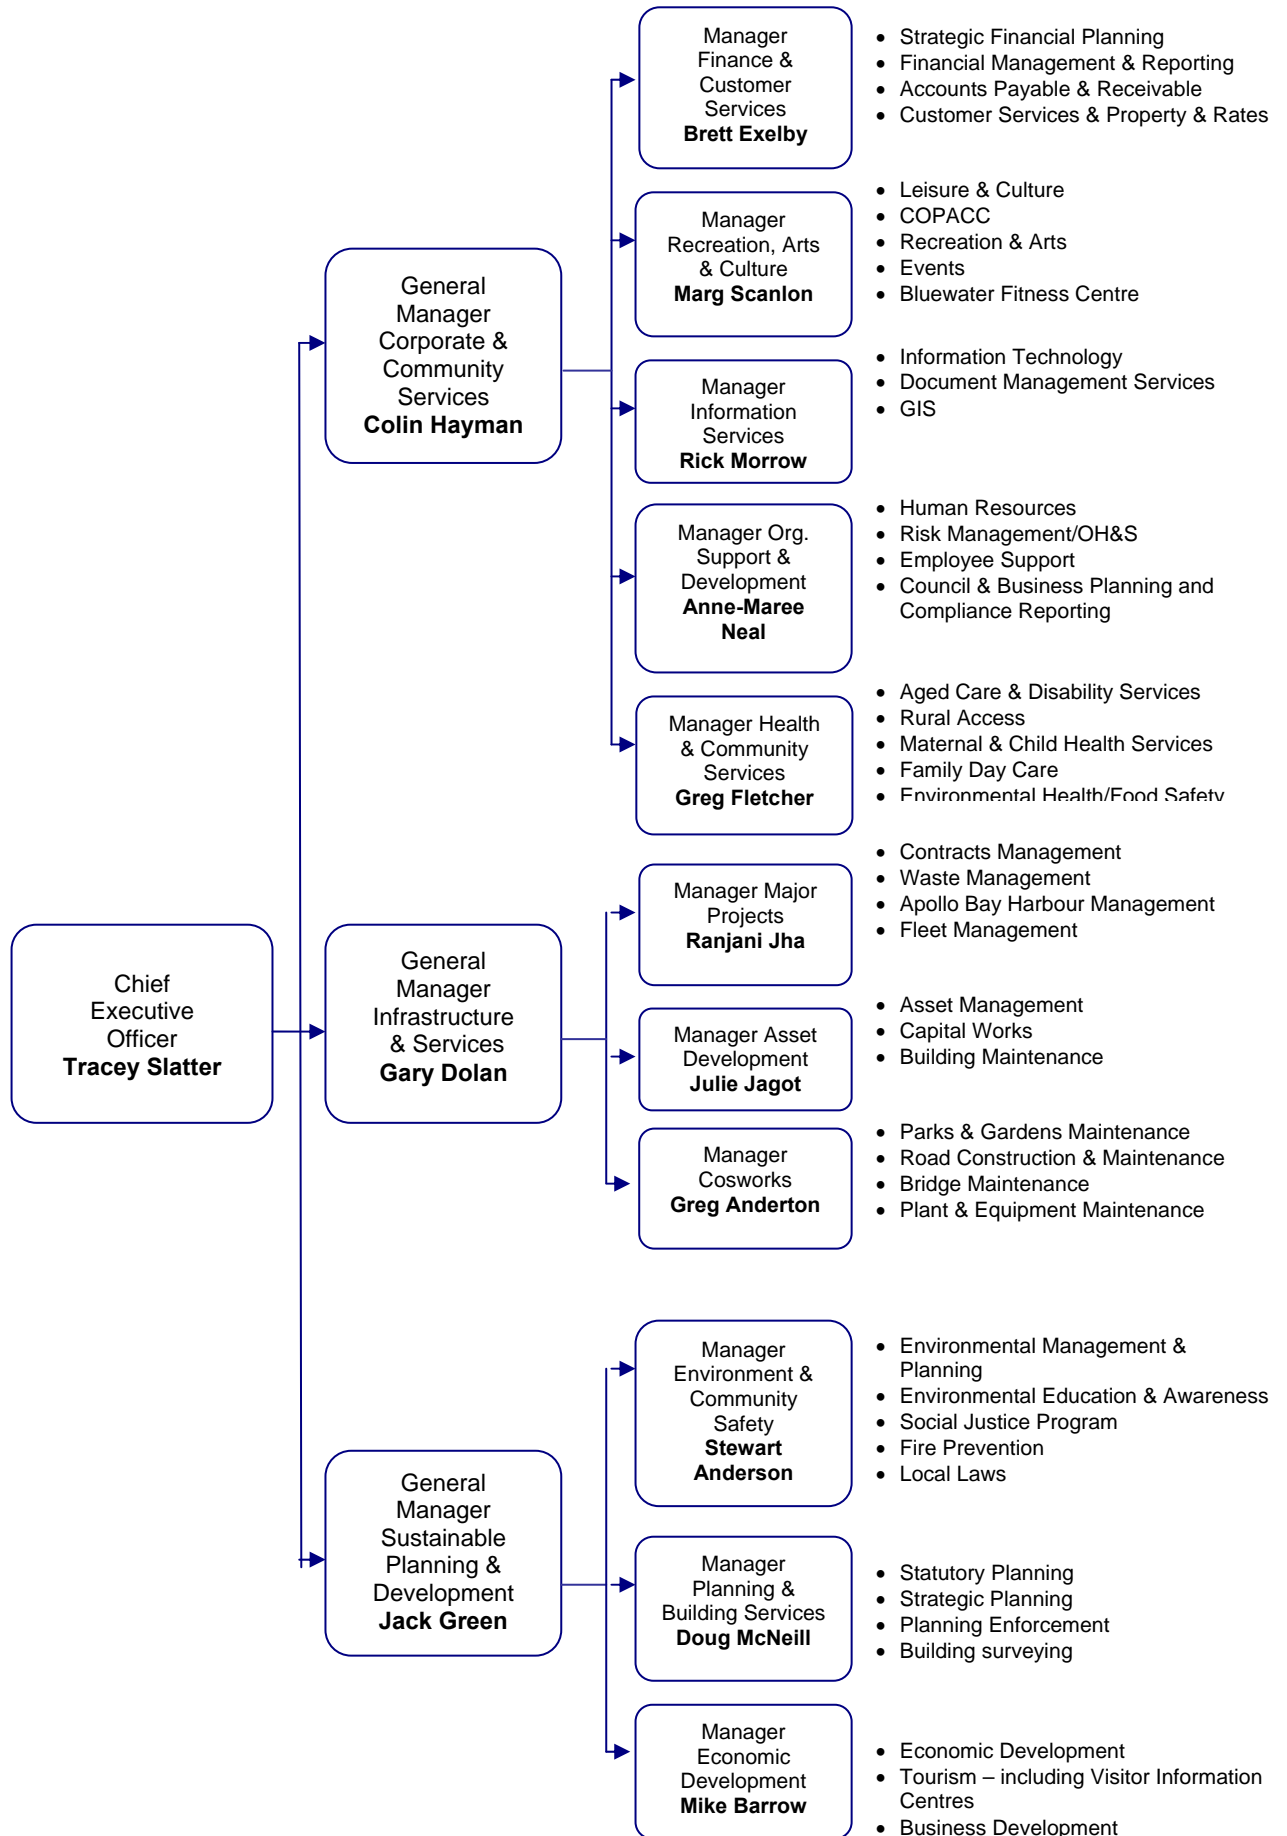 Manager
Finance &
Customer
Services
Brett Exelby
• Strategic Financial Planning
• Financial Management & Reporting
• Accounts Payable & Receivable
• Customer Services & Property & Rates
Manager
Recreation, Arts
& Culture
Marg Scanlon
• Leisure & Culture
• COPACC
• Recreation & Arts
• Events
• Bluewater Fitness Centre
General
Manager
Corporate &
Community
Services
Colin Hayman
Manager
Information
Services
Rick Morrow
• Information Technology
• Document Management Services
• GIS
Manager Org.
Support &
Development
Anne-Maree
Neal
• Human Resources
• Risk Management/OH&S
• Employee Support
• Council & Business Planning and
Compliance Reporting
Manager Health
& Community
Services
Greg Fletcher
• Aged Care & Disability Services
• Rural Access
• Maternal & Child Health Services
• Family Day Care
• Environmental Health/Food Safety
Manager Major
Projects
Ranjani Jha
• Contracts Management
• Waste Management
• Apollo Bay Harbour Management
• Fleet Management
Chief
Executive
Officer
Tracey Slatter
General
Manager
Infrastructure
& Services
Gary Dolan
Manager Asset
Development
Julie Jagot
• Asset Management
• Capital Works
• Building Maintenance
Manager
Cosworks
Greg Anderton
• Parks & Gardens Maintenance
• Road Construction & Maintenance
• Bridge Maintenance
• Plant & Equipment Maintenance
Manager
Environment &
Community
Safety
Stewart
Anderson
• Environmental Management &
Planning
• Environmental Education & Awareness
• Social Justice Program
• Fire Prevention
• Local Laws
General
Manager
Sustainable
Planning &
Development
Jack Green
Manager
Planning &
Building Services
Doug McNeill
• Statutory Planning
• Strategic Planning
• Planning Enforcement
• Building surveying
Manager
Economic
Development
Mike Barrow
• Economic Development
• Tourism – including Visitor Information
Centres
• Business Development